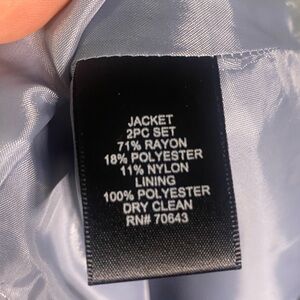 JACKET
2PC SET
71% RAYON
18% POLYESTER
11% NYLON
LINING
100% POLYESTER
DRY CLEAN
RN# 70643